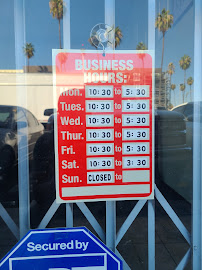 BUSINESS
HOURS:
Mon. 10:30 to 5:30
Tues. 10:30 to 5:30
Wed. 10:30 to 5:30
Thur. 10:30 to 5:30
Fri. 10:30 to 5:30
Sat. 10:30 to 3:30
Sun. CLOSED to
Secured by